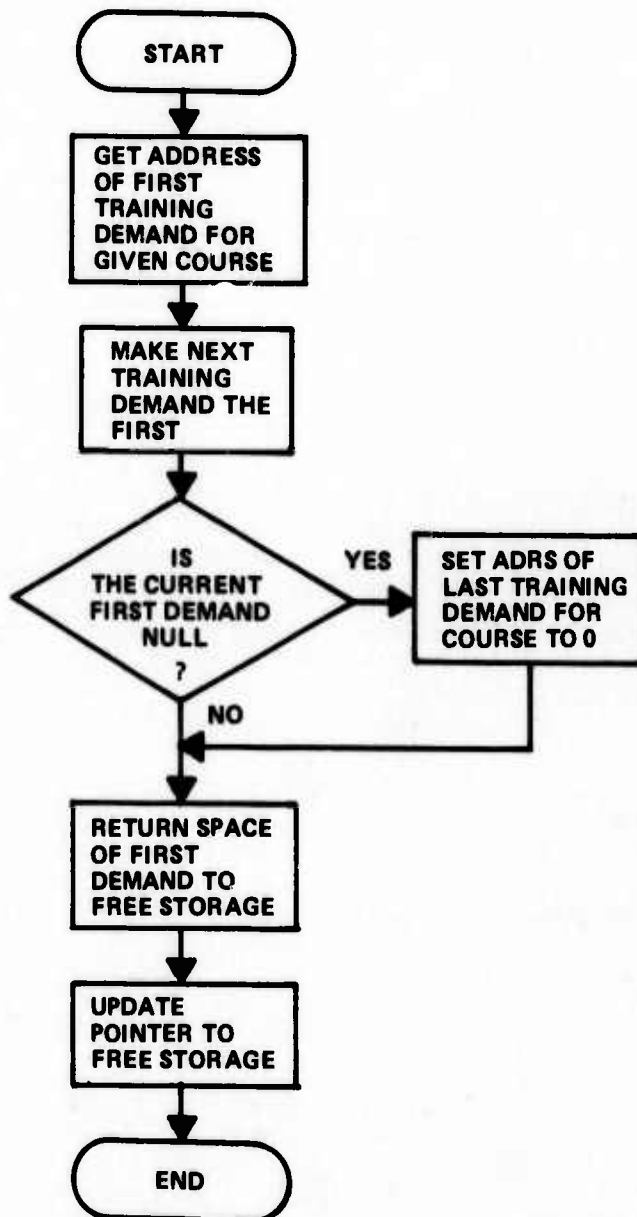 START
GET ADDRESS
OF FIRST
TRAINING
DEMAND FOR
GIVEN COURSE
MAKE NEXT
TRAINING
DEMAND THE
FIRST
IS
THE CURRENT
FIRST DEMAND
NULL
?
YES
SET ADRS OF
LAST TRAINING
DEMAND FOR
COURSE TO 0
NO
RETURN SPACE
OF FIRST
DEMAND TO
FREE STORAGE
UPDATE
POINTER TO
FREE STORAGE
END